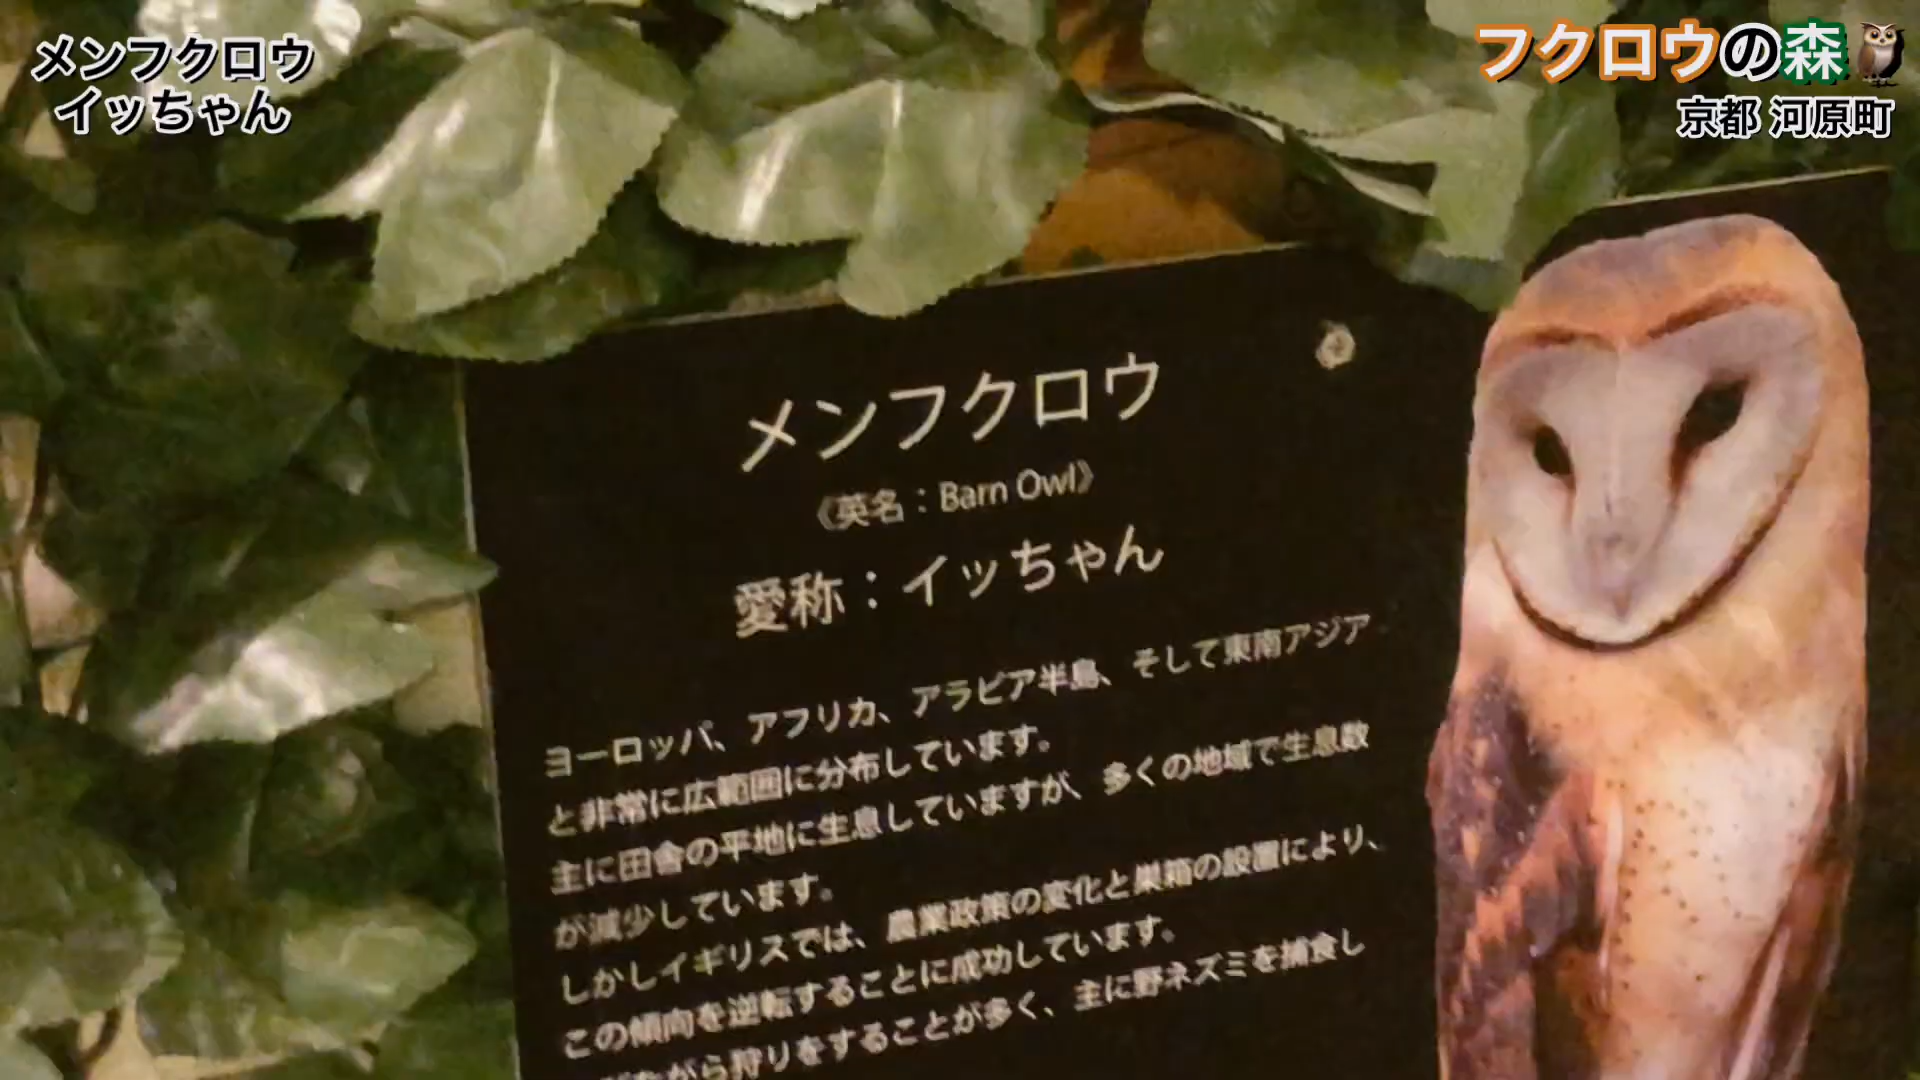 メンフクロウ
イッちゃん
フクロウの森
京都 河原町
メンフクロウ
《英名：Barn Owl》
愛称：イッちゃん
ヨーロッパ、アフリカ、アラビア半島、そして東南アジア
と非常に広範囲に分布しています。
主に田舎の平地に生息していますが、多くの地域で生息数
が減少しています。
しかしイギリスでは、農業政策の変化と巣箱の設置により、
この傾向を逆転することに成功しています。
ながら狩りをすることが多く、主に野ネズミを捕食し